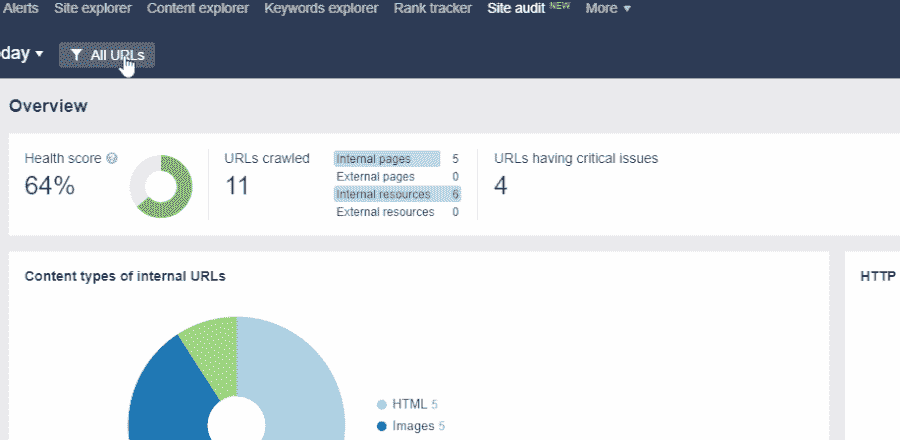 Alerts Site explorer Content explorer Keywords explorer Rank tracker Site audit NEW More
day All URLs
Overview
Health score ?
64%
URLs crawled
11
Internal pages 5
External pages 0
Internal resources 6
External resources 0
URLs having critical issues
4
Content types of internal URLs
HTTP
HTML 5
Images 5